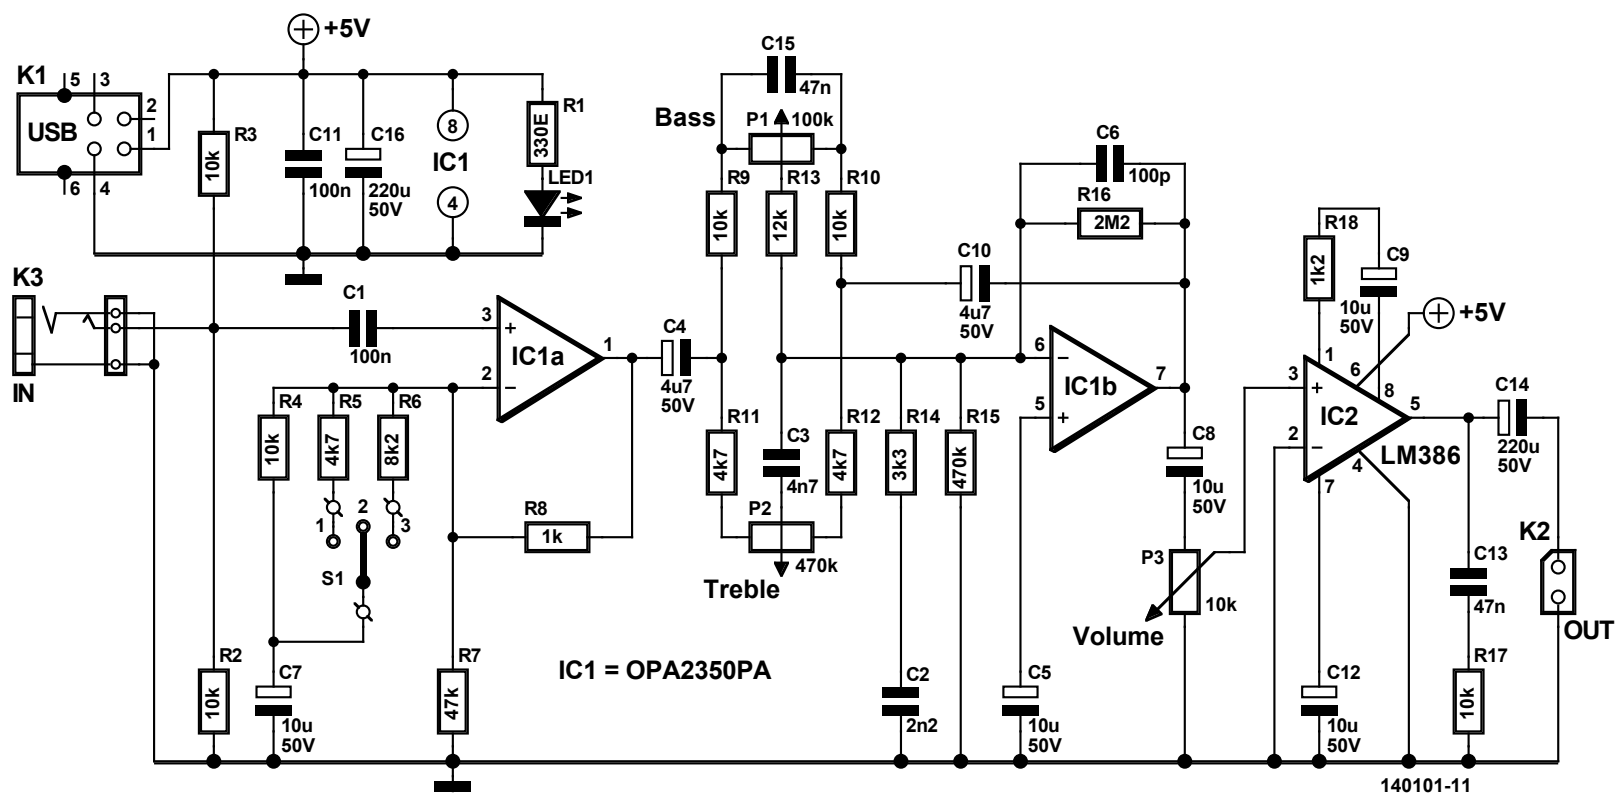 +5V
K1
5 3
2
1
USB
6 4
R3
10k
C11
100n
C16
220u
50V
8
IC1
4
R1
330E
LED1
C15
47n
Bass
P1
100k
R9
10k
R13
12k
R10
10k
C6
100p
R16
2M2
C10
4u7
50V
R18
1k2
C9
10u
50V
+5V
K3
IN
C1
100n
3
+
2
−
IC1a
1
C4
4u7
50V
6
−
5
+
IC1b
7
1
6
3
+
8
IC2
5
2
−
4
7
LM386
C14
220u
50V
R4
10k
R5
4k7
R6
8k2
1
2
3
S1
R8
1k
R11
4k7
C3
4n7
R12
4k7
R14
3k3
R15
470k
P2
470k
Treble
C8
10u
50V
P3
10k
Volume
C13
47n
K2
OUT
R2
10k
C7
10u
50V
R7
47k
IC1 = OPA2350PA
C2
2n2
C5
10u
50V
C12
10u
50V
R17
10k
140101-11